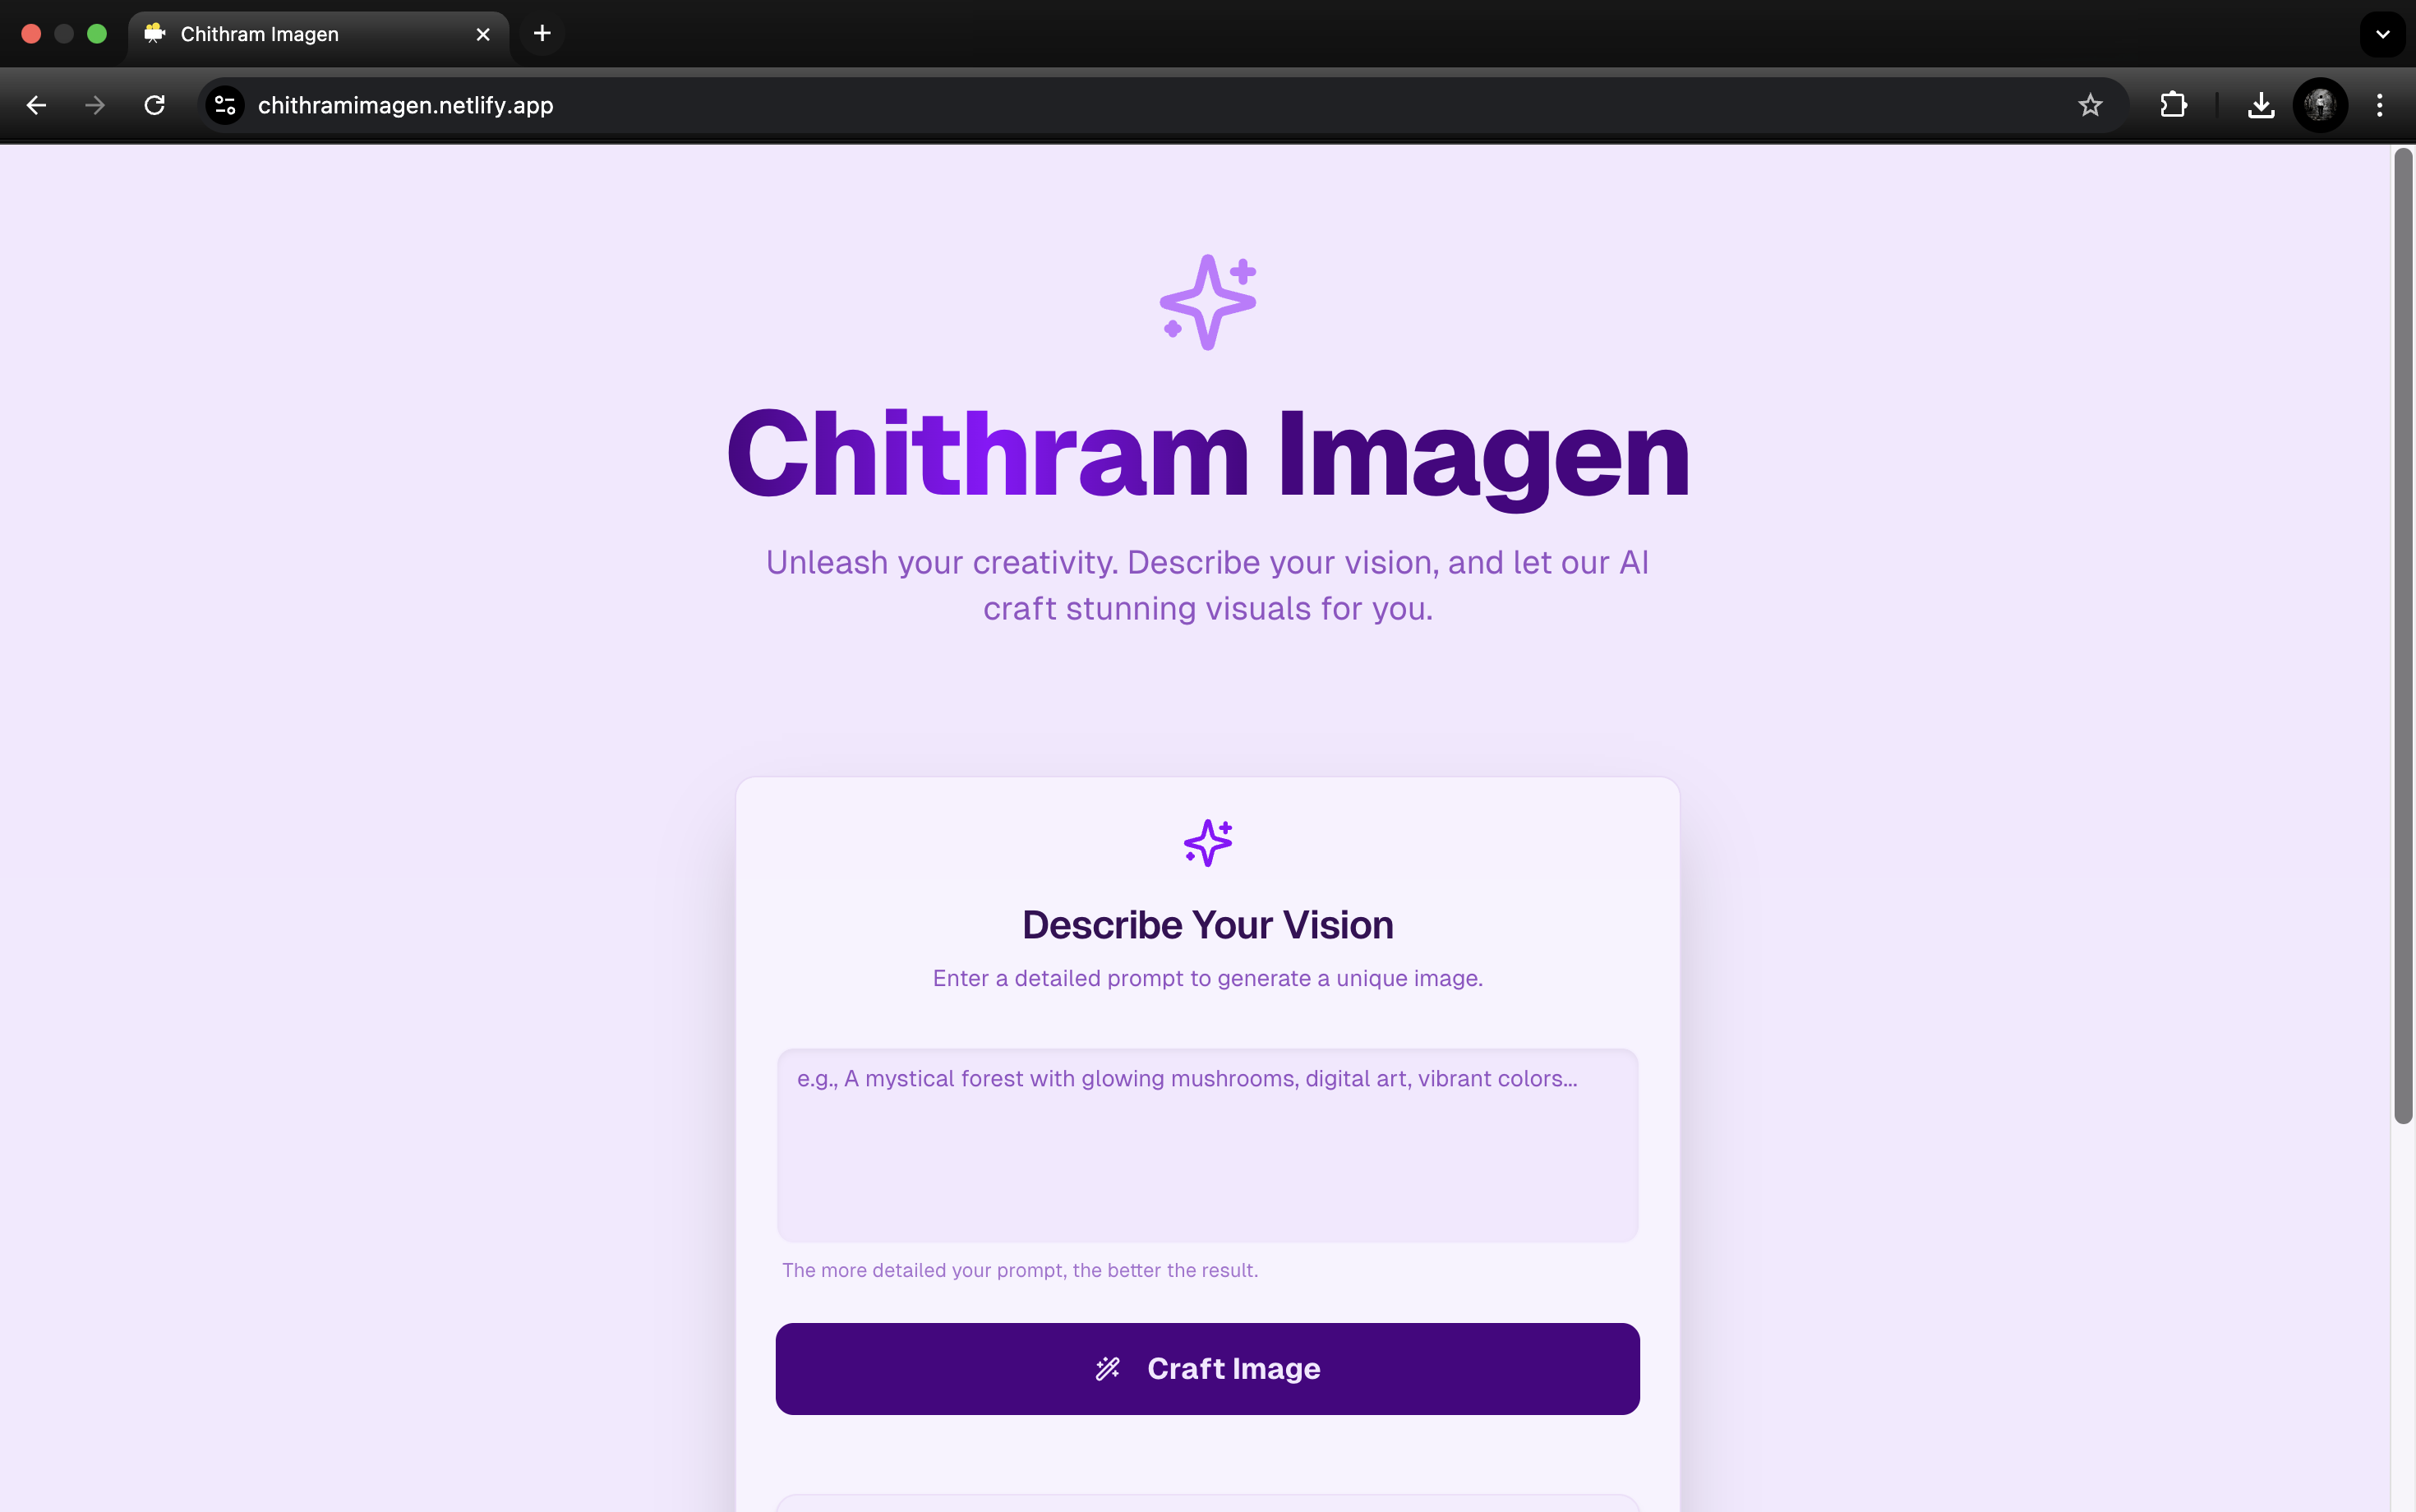 Chithram Imagen
chithramimagen.netlify.app
Chithram Imagen
Unleash your creativity. Describe your vision, and let our AI
craft stunning visuals for you.
Describe Your Vision
Enter a detailed prompt to generate a unique image.
e.g., A mystical forest with glowing mushrooms, digital art, vibrant colors...
The more detailed your prompt, the better the result.
Craft Image